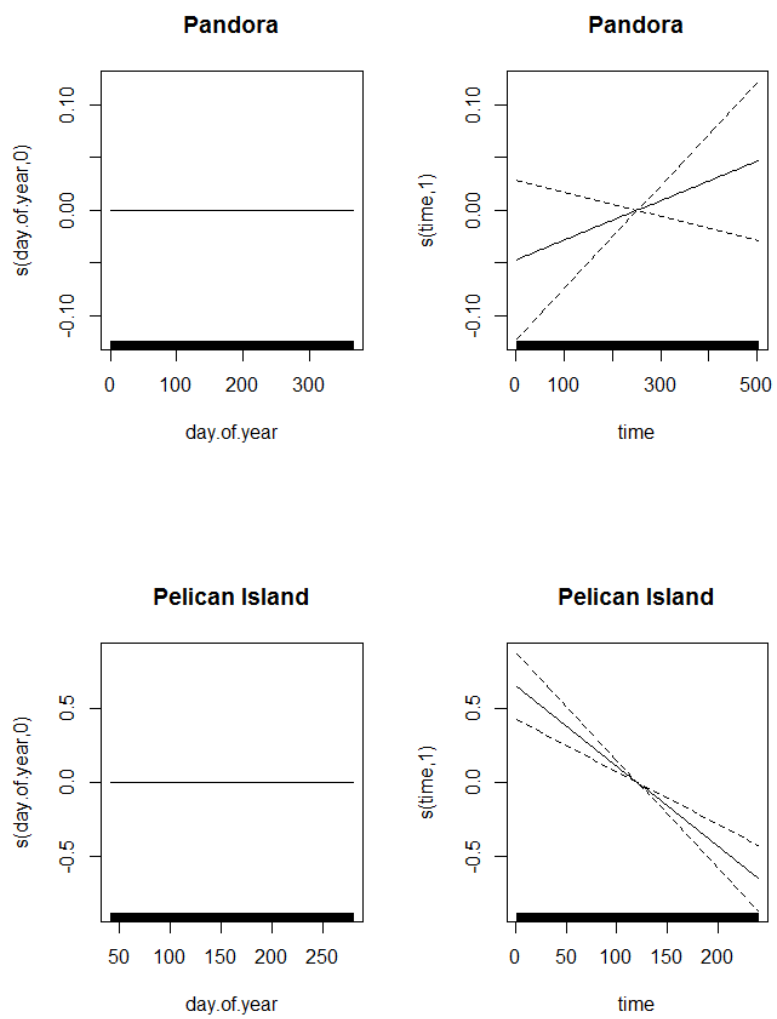 Pandora
s(day.of.year,0)
0.10
0.00
-0.10
0 100 200 300
day.of.year
Pandora
s(time,1)
0.10
0.00
-0.10
0 100 300 500
time
Pelican Island
s(day.of.year,0)
0.5
0.0
-0.5
50 100 150 200 250
day.of.year
Pelican Island
s(time,1)
0.5
0.0
-0.5
0 50 100 150 200
time